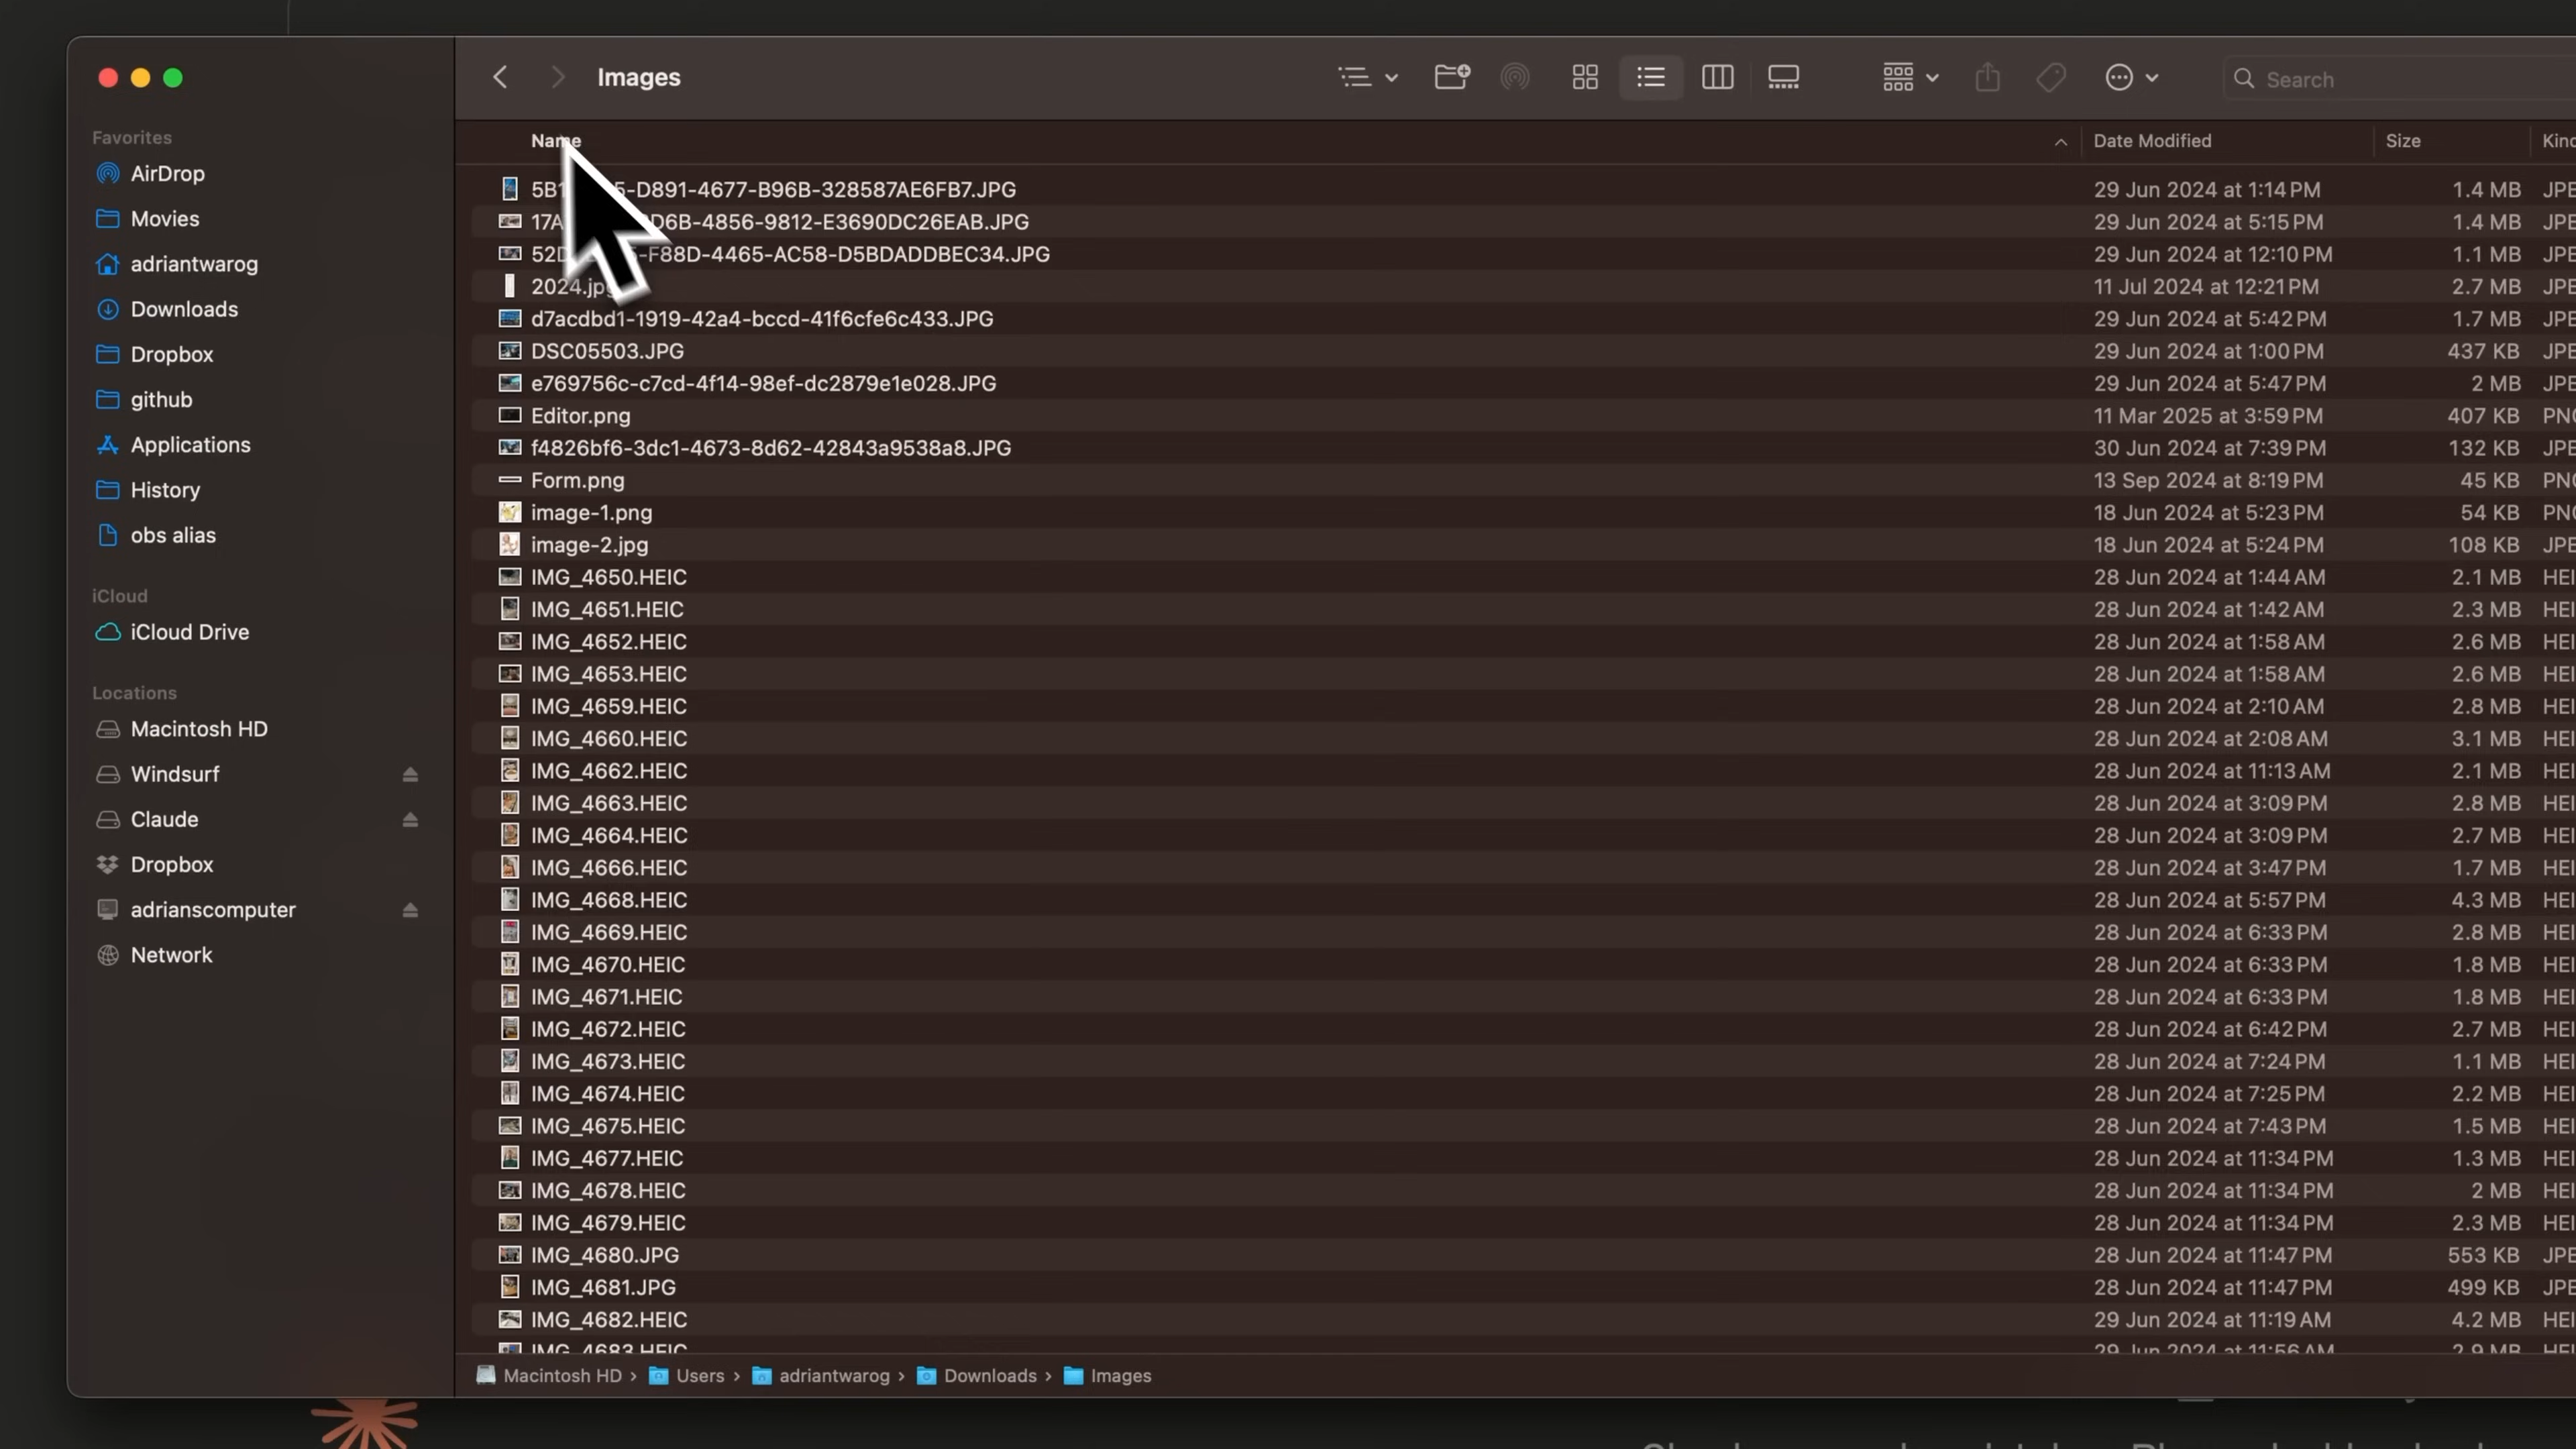 Images
Search
Favorites
AirDrop
Movies
adriantwarog
Downloads
Dropbox
github
Applications
History
obs alias
iCloud
iCloud Drive
Locations
Macintosh HD
Windsurf
Claude
Dropbox
adrianscomputer
Network
Name Date Modified Size
-D891-4677-B96B-328587AE6FB7.JPG 29 Jun 2024 at 1:14 PM 1.4 MB
-4856-9812-E3690DC26EAB.JPG 29 Jun 2024 at 5:15 PM 1.4 MB
-F88D-4465-AC58-D5BDADDBEC34.JPG 29 Jun 2024 at 12:10 PM 1.1 MB
2024.jpg 11 Jul 2024 at 12:21 PM 2.7 MB
d7acdbd1-1919-42a4-bccd-41f6cfe6c433.JPG 29 Jun 2024 at 5:42 PM 1.7 MB
DSC05503.JPG 29 Jun 2024 at 1:00 PM 437 KB
e769756c-c7cd-4f14-98ef-dc2879e1e028.JPG 29 Jun 2024 at 5:47 PM 2 MB
Editor.png 11 Mar 2025 at 3:59 PM 407 KB
f4826bf6-3dc1-4673-8d62-42843a9538a8.JPG 30 Jun 2024 at 7:39 PM 132 KB
Form.png 13 Sep 2024 at 8:19 PM 45 KB
image-1.png 18 Jun 2024 at 5:23 PM 54 KB
image-2.jpg 18 Jun 2024 at 5:24 PM 108 KB
IMG_4650.HEIC 28 Jun 2024 at 1:44 AM 2.1 MB
IMG_4651.HEIC 28 Jun 2024 at 1:42 AM 2.3 MB
IMG_4652.HEIC 28 Jun 2024 at 1:58 AM 2.6 MB
IMG_4653.HEIC 28 Jun 2024 at 1:58 AM 2.6 MB
IMG_4659.HEIC 28 Jun 2024 at 2:10 AM 2.8 MB
IMG_4660.HEIC 28 Jun 2024 at 2:08 AM 3.1 MB
IMG_4662.HEIC 28 Jun 2024 at 11:13 AM 2.1 MB
IMG_4663.HEIC 28 Jun 2024 at 3:09 PM 2.8 MB
IMG_4664.HEIC 28 Jun 2024 at 3:09 PM 2.7 MB
IMG_4666.HEIC 28 Jun 2024 at 3:47 PM 1.7 MB
IMG_4668.HEIC 28 Jun 2024 at 5:57 PM 4.3 MB
IMG_4669.HEIC 28 Jun 2024 at 6:33 PM 2.8 MB
IMG_4670.HEIC 28 Jun 2024 at 6:33 PM 1.8 MB
IMG_4671.HEIC 28 Jun 2024 at 6:33 PM 1.8 MB
IMG_4672.HEIC 28 Jun 2024 at 6:42 PM 2.7 MB
IMG_4673.HEIC 28 Jun 2024 at 7:24 PM 1.1 MB
IMG_4674.HEIC 28 Jun 2024 at 7:25 PM 2.2 MB
IMG_4675.HEIC 28 Jun 2024 at 7:43 PM 1.5 MB
IMG_4677.HEIC 28 Jun 2024 at 11:34 PM 1.3 MB
IMG_4678.HEIC 28 Jun 2024 at 11:34 PM 2 MB
IMG_4679.HEIC 28 Jun 2024 at 11:34 PM 2.3 MB
IMG_4680.JPG 28 Jun 2024 at 11:47 PM 553 KB
IMG_4681.JPG 28 Jun 2024 at 11:47 PM 499 KB
IMG_4682.HEIC 29 Jun 2024 at 11:19 AM 4.2 MB
IMG_4683.HEIC 29 Jun 2024 at 11:56 AM 2.9 MB
Macintosh HD › Users › adriantwarog › Downloads › Images